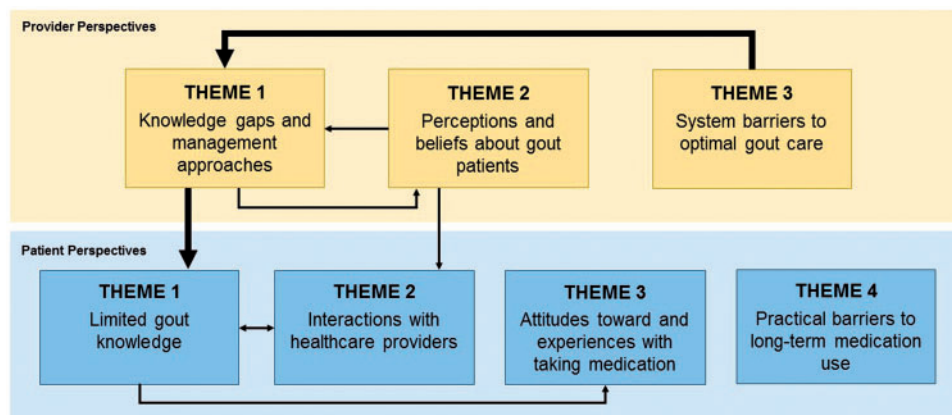 Provider Perspectives
THEME 1
Knowledge gaps and
management
approaches
THEME 2
Perceptions and
beliefs about gout
patients
THEME 3
System barriers to
optimal gout care
Patient Perspectives
THEME 1
Limited gout
knowledge
THEME 2
Interactions with
healthcare providers
THEME 3
Attitudes toward and
experiences with
taking medication
THEME 4
Practical barriers to
long-term medication
use